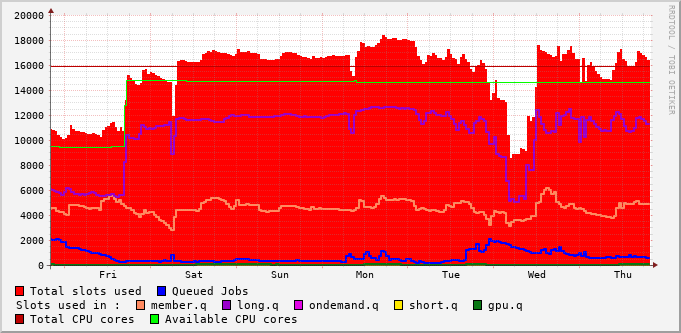 20000
18000
16000
14000
12000
10000
8000
6000
4000
2000
0
Fri Sat Sun Mon Tue Wed Thu
RRDTOOL / TOBI OETIKER
Total slots used Queued Jobs
Slots used in : member.q long.q ondemand.q short.q gpu.q
Total CPU cores Available CPU cores